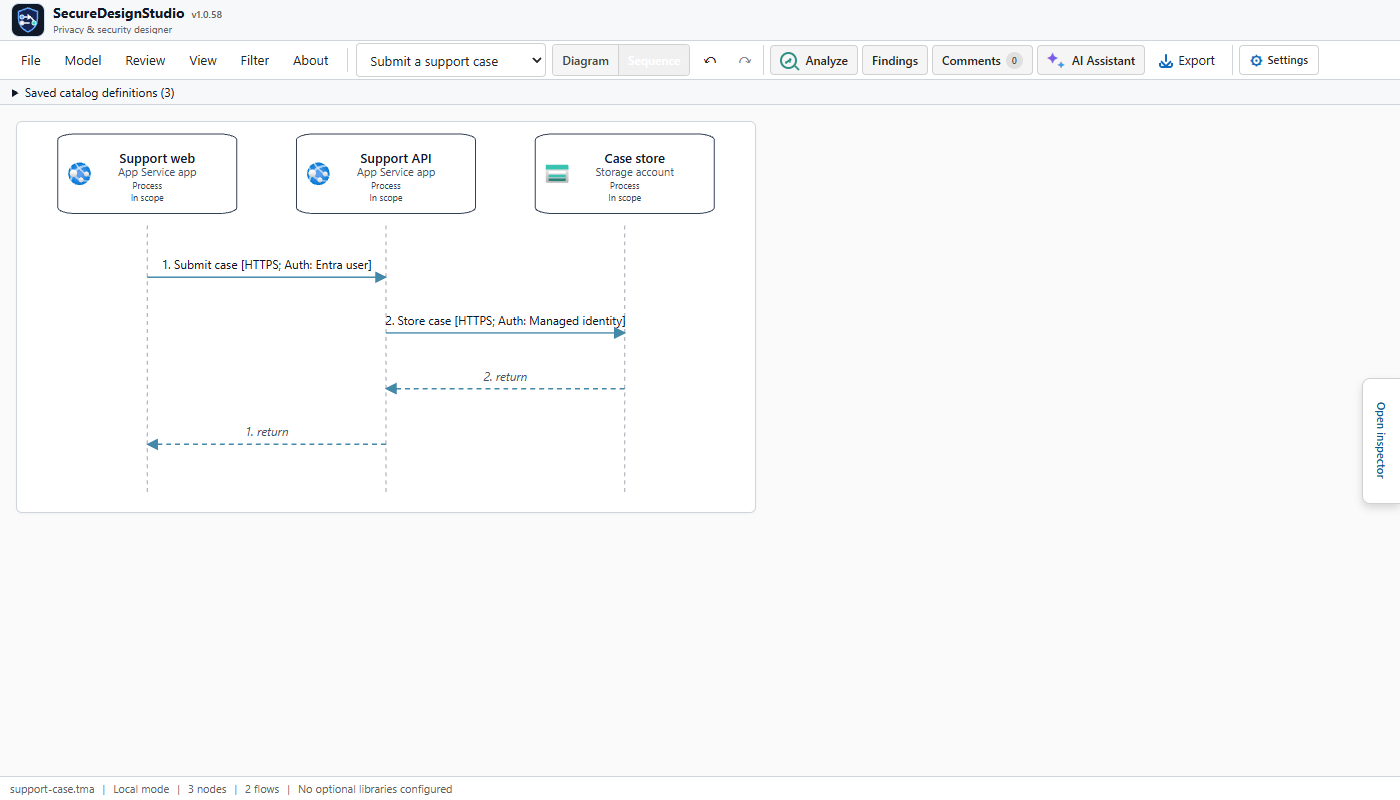 SecureDesignStudio v1.0.58
Privacy & security designer
File Model Review View Filter About Submit a support case Diagram Sequence Analyze Findings Comments 0 AI Assistant Export Settings
Saved catalog definitions (3)
Support web
App Service app
Process
In scope
Support API
App Service app
Process
In scope
Case store
Storage account
Process
In scope
1. Submit case [HTTPS; Auth: Entra user]
2. Store case [HTTPS; Auth: Managed identity]
2. return
1. return
Open inspector
support-case.tma | Local mode | 3 nodes | 2 flows | No optional libraries configured